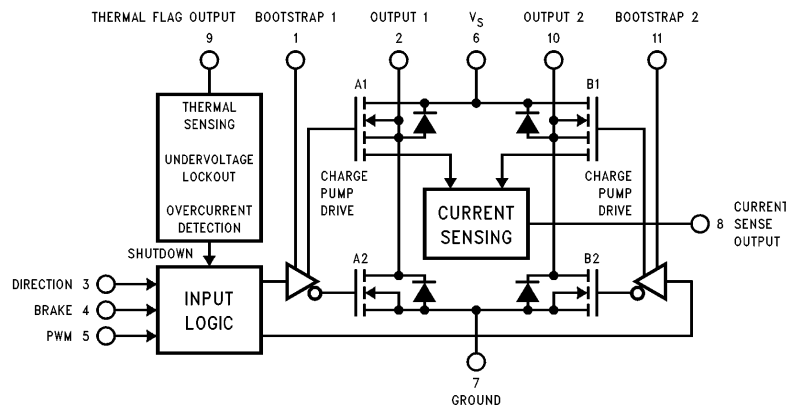 THERMAL FLAG OUTPUT
9
BOOTSTRAP 1
1
OUTPUT 1
2
VS
6
OUTPUT 2
10
BOOTSTRAP 2
11
A1
B1
THERMAL
SENSING
UNDERVOLTAGE
LOCKOUT
OVERCURRENT
DETECTION
CHARGE
PUMP
DRIVE
CURRENT
SENSING
CHARGE
PUMP
DRIVE
8
CURRENT
SENSE
OUTPUT
SHUTDOWN
A2
B2
DIRECTION 3
BRAKE 4
PWM 5
INPUT
LOGIC
7
GROUND